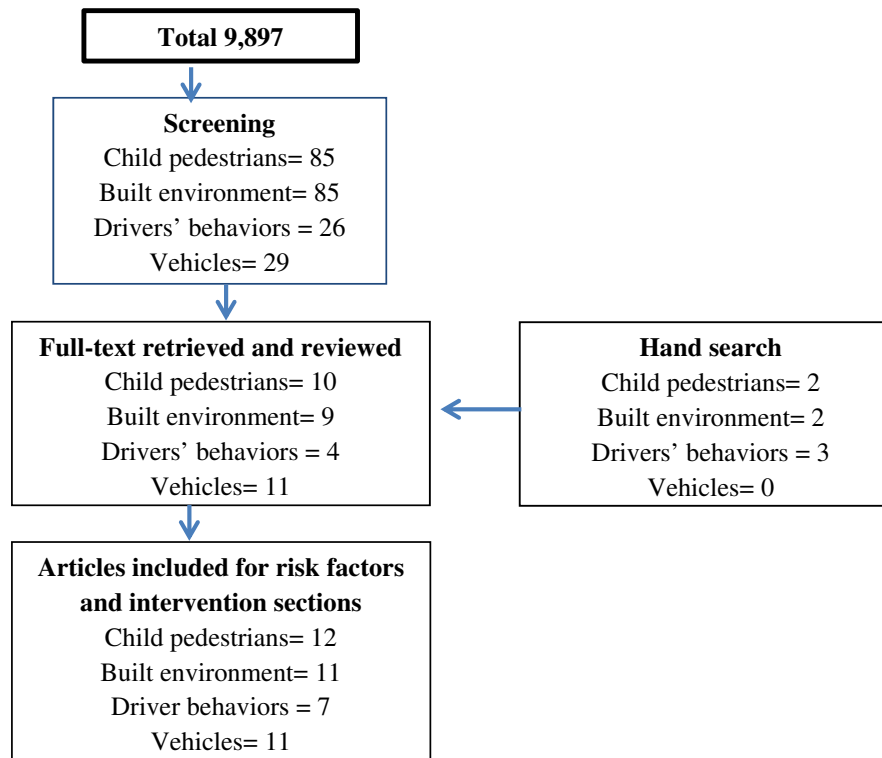 Total 9,897
Screening
Child pedestrians= 85
Built environment= 85
Drivers’ behaviors = 26
Vehicles= 29
Full-text retrieved and reviewed
Child pedestrians= 10
Built environment= 9
Drivers’ behaviors = 4
Vehicles= 11
Hand search
Child pedestrians= 2
Built environment= 2
Drivers’ behaviors = 3
Vehicles= 0
Articles included for risk factors
and intervention sections
Child pedestrians= 12
Built environment= 11
Driver behaviors = 7
Vehicles= 11